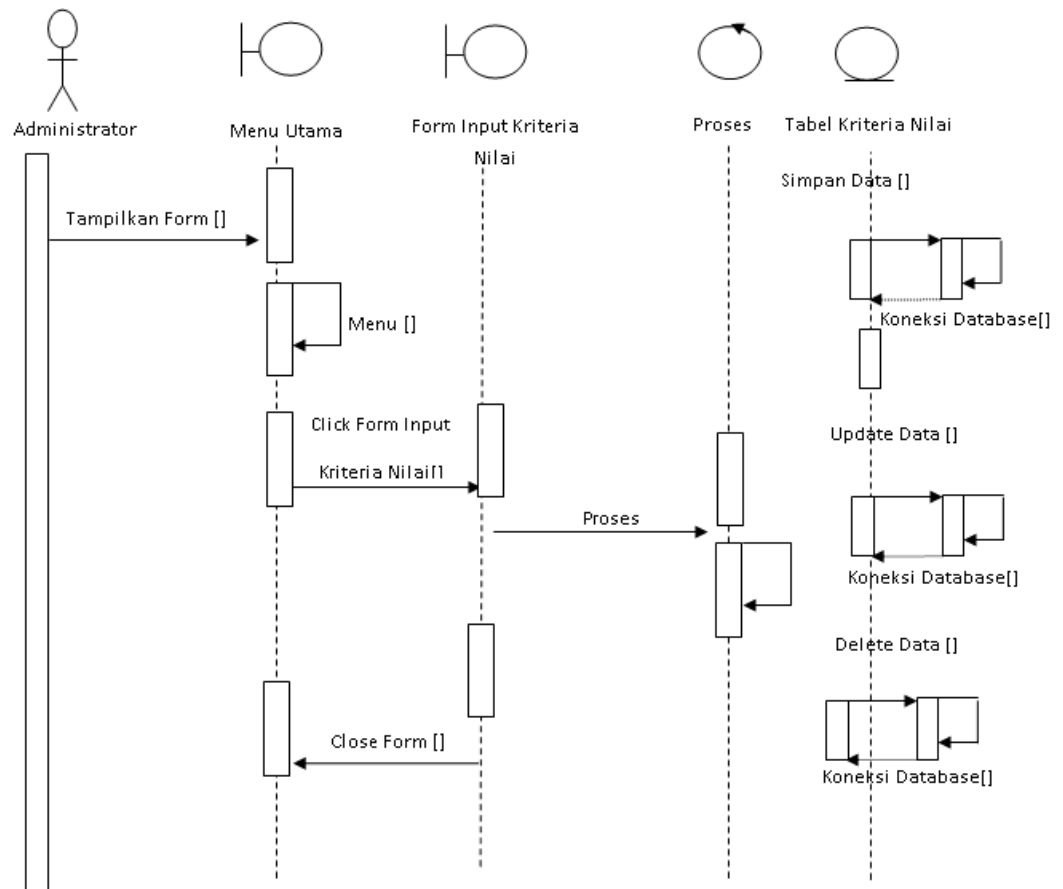 Administrator
Menu Utama
Form Input Kriteria
Nilai
Proses
Tabel Kriteria Nilai
Simpan Data []
Tampilkan Form []
Koneksi Database[]
Menu []
Click Form Input
Kriteria Nilai[]
Update Data []
Proses
Koneksi Database[]
Delete Data []
Close Form []
Koneksi Database[]